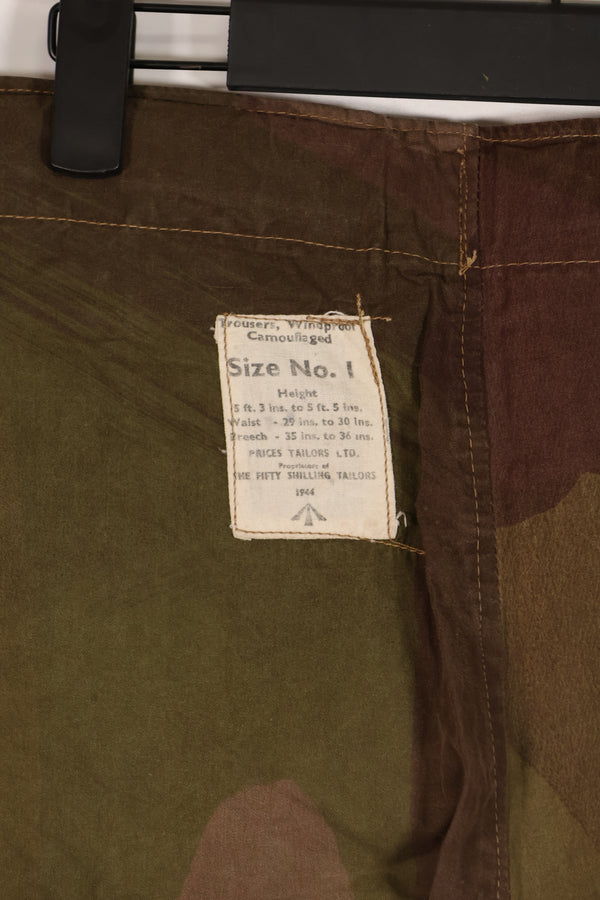 Trousers, Windproof
Camouflaged
Size No. 1
Height
5 ft. 3 ins. to 5 ft. 5 ins.
Waist - 29 ins. to 30 ins.
Breech - 35 ins. to 36 ins.
PRICES TAILORS LTD.
Proprietors of
THE FIFTY SHILLING TAILORS
1944